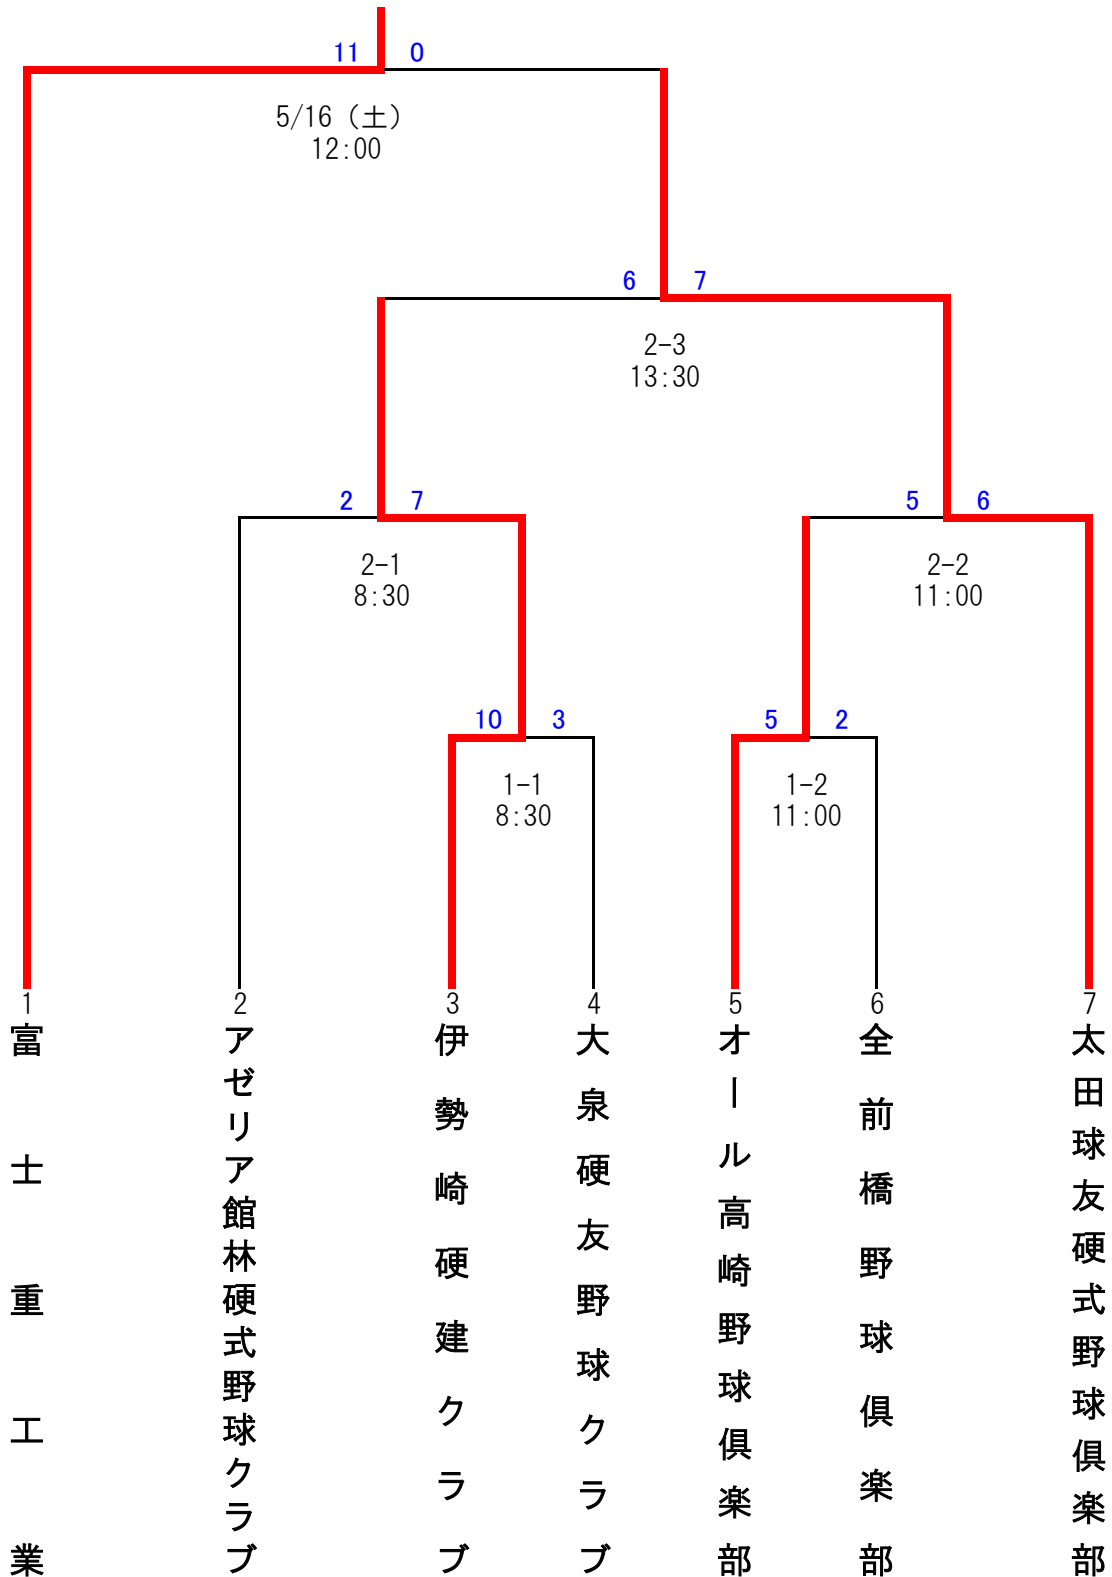 11 0
5/16（土）
12:00
6 7
2-3
13:30
2 7
5 6
2-1
8:30
2-2
11:00
10 3
5 2
1-1
8:30
1-2
11:00
1 2 3 4 5 6 7
富士重工業
アゼリア館林硬式野球クラブ
伊勢崎硬建クラブ
大泉硬友野球クラブ
オール高崎野球倶楽部
全前橋野球倶楽部
太田球友硬式野球倶楽部